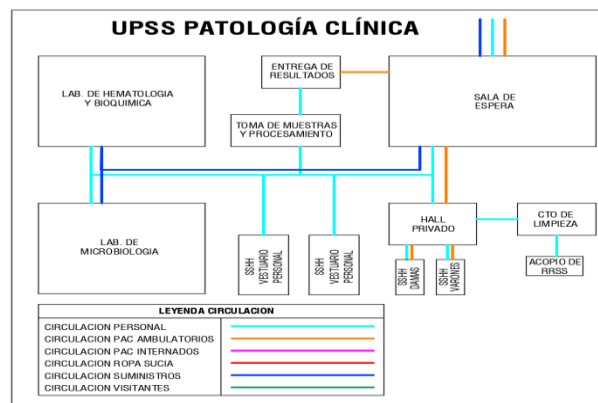 UPSS PATOLOGÍA CLÍNICA
LAB. DE HEMATOLOGIA
Y BIOQUIMICA
ENTREGA DE
RESULTADOS
SALA DE
ESPERA
TOMA DE MUESTRAS
Y PROCESAMIENTO
LAB. DE
MICROBIOLOGIA
SSHH
VESTUARIO
PERSONAL
SSHH
VESTUARIO
PERSONAL
HALL
PRIVADO
CTO DE
LIMPIEZA
SSHH
DAMAS
SSHH
VARONES
ACOPIO DE
RRSS
LEYENDA CIRCULACION
CIRCULACION PERSONAL
CIRCULACION PAC AMBULATORIOS
CIRCULACION PAC INTERNADOS
CIRCULACION ROPA SUCIA
CIRCULACION SUMINISTROS
CIRCULACION VISITANTES